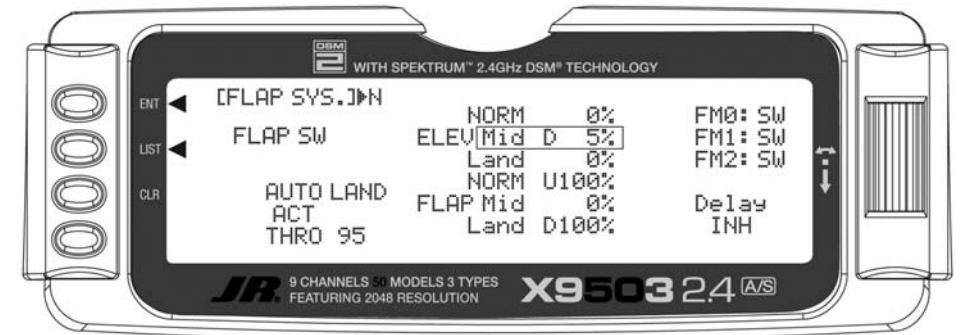 DSM
2 WITH SPEKTRUM™ 2.4GHz DSM® TECHNOLOGY
ENT
LIST
CLR
[FLAP SYS.]▶N
FLAP SW
AUTO LAND
ACT
THRO 95
NORM 0%
ELEV Mid D 5%
Land 0%
NORM U100%
FLAP Mid 0%
Land D100%
FM0: SW
FM1: SW
FM2: SW
Delay
INH
JR. 9 CHANNELS 50 MODELS 3 TYPES
FEATURING 2048 RESOLUTION
X9503 2.4 A/S